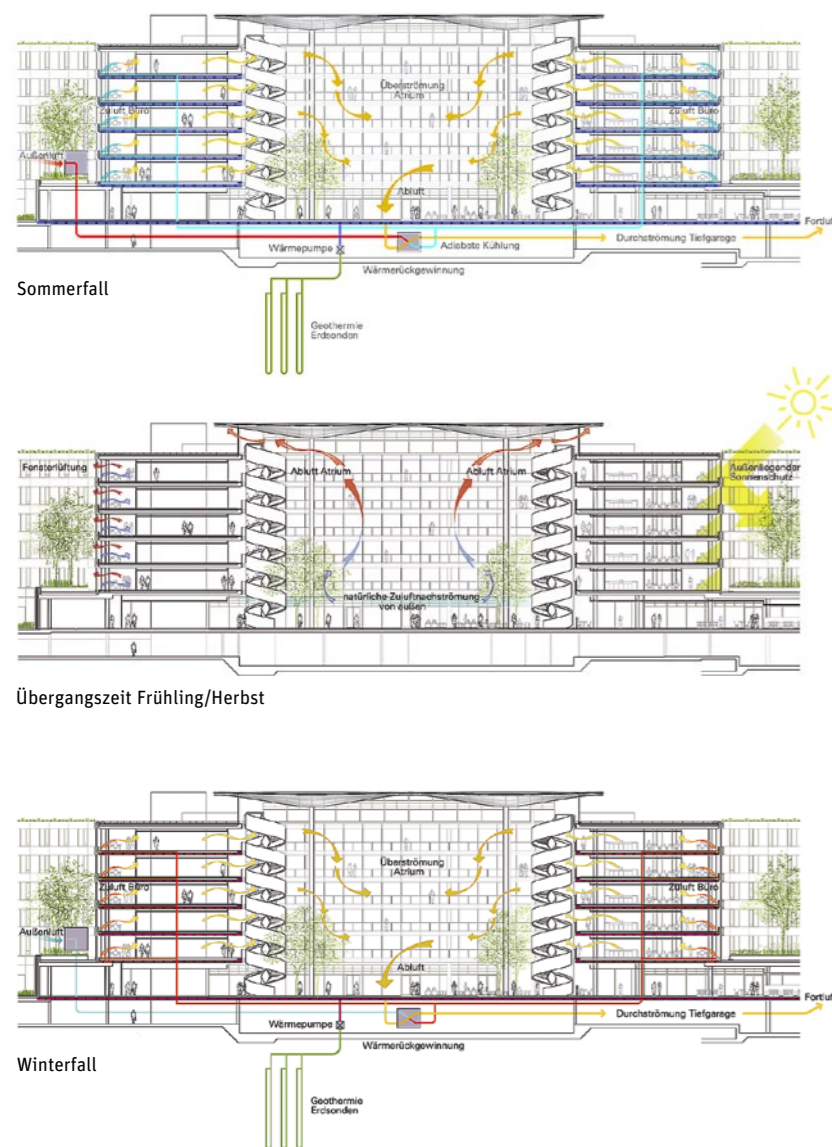 Überströmung
Atrium
Zuluft Büro
Zuluft Büro
Außenluft
Abluft
Fortluft
Wärmepumpe
Adiabate Kühlung
Durchströmung Tiefgarage
Wärmerückgewinnung
Sommerfall
Geothermie
Erdsonden
Fensterlüftung
Abluft Atrium
Abluft Atrium
Außenliegender
Sonnenschutz
natürliche Zuluftnachströmung
von außen
Übergangszeit Frühling/Herbst
Überströmung
Atrium
Zuluft Büro
Zuluft Büro
Außenluft
Abluft
Fortluft
Wärmepumpe
Durchströmung Tiefgarage
Wärmerückgewinnung
Winterfall
Geothermie
Erdsonden